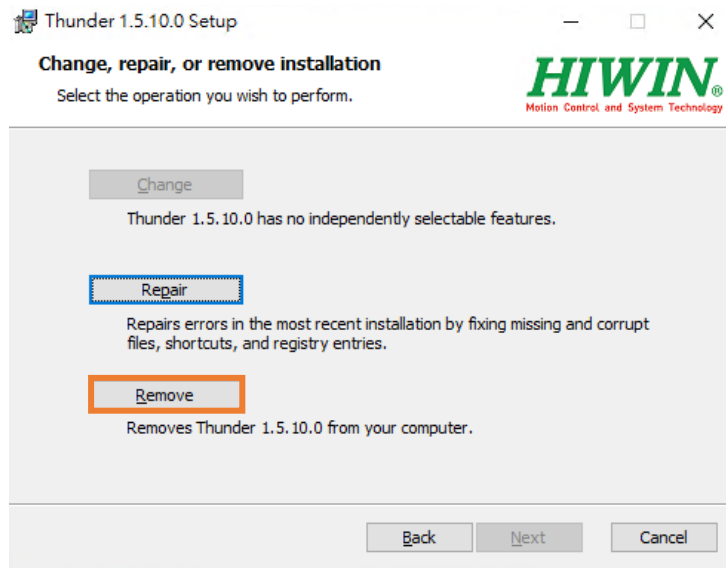 Thunder 1.5.10.0 Setup
Change, repair, or remove installation
Select the operation you wish to perform.
HIWIN®
Motion Control and System Technology
Change
Thunder 1.5.10.0 has no independently selectable features.
Repair
Repairs errors in the most recent installation by fixing missing and corrupt
files, shortcuts, and registry entries.
Remove
Removes Thunder 1.5.10.0 from your computer.
Back
Next
Cancel